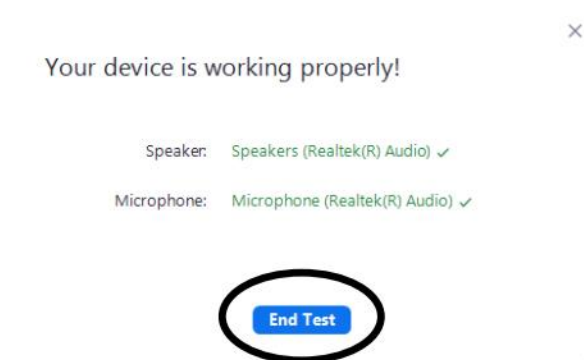 Your device is working properly!
Speaker: Speakers (Realtek(R) Audio) ✓
Microphone: Microphone (Realtek(R) Audio) ✓
End Test